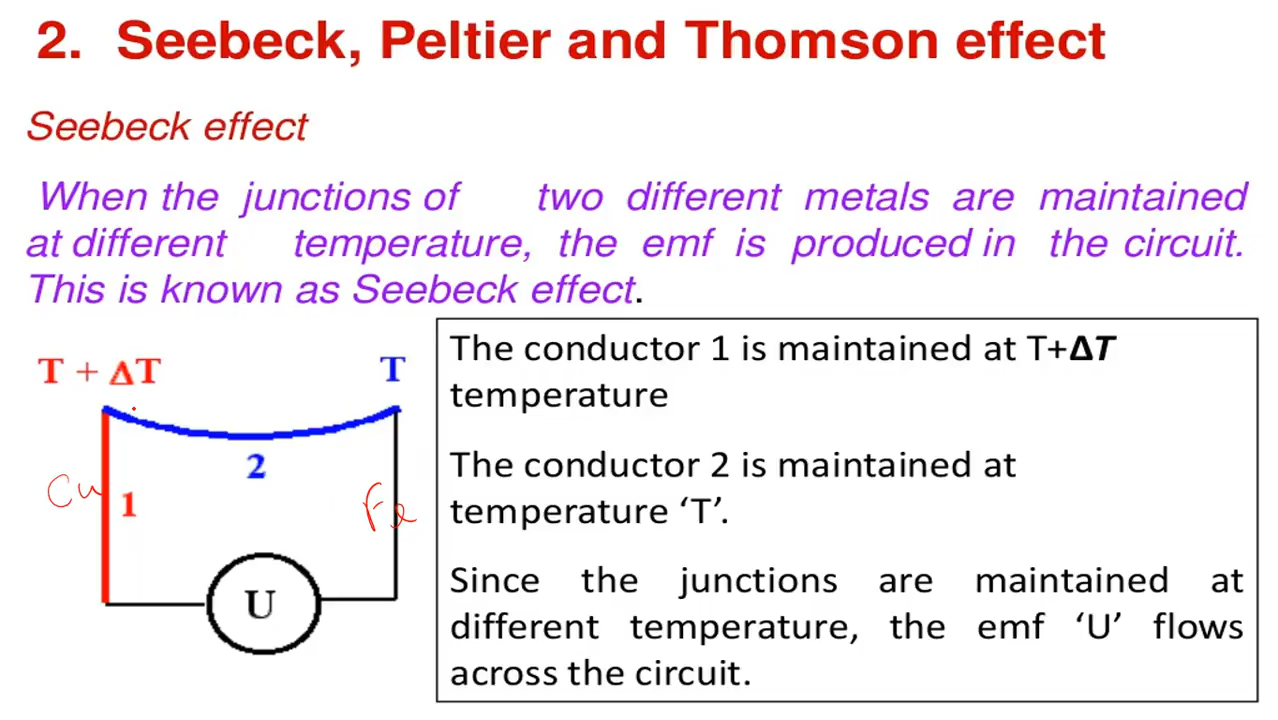 2. Seebeck, Peltier and Thomson effect
Seebeck effect
When the junctions of two different metals are maintained
at different temperature, the emf is produced in the circuit.
This is known as Seebeck effect.
T + ΔT
T
2
Cu
1
Fe
U
The conductor 1 is maintained at T+ΔT
temperature
The conductor 2 is maintained at
temperature ‘T’.
Since the junctions are maintained at
different temperature, the emf ‘U’ flows
across the circuit.